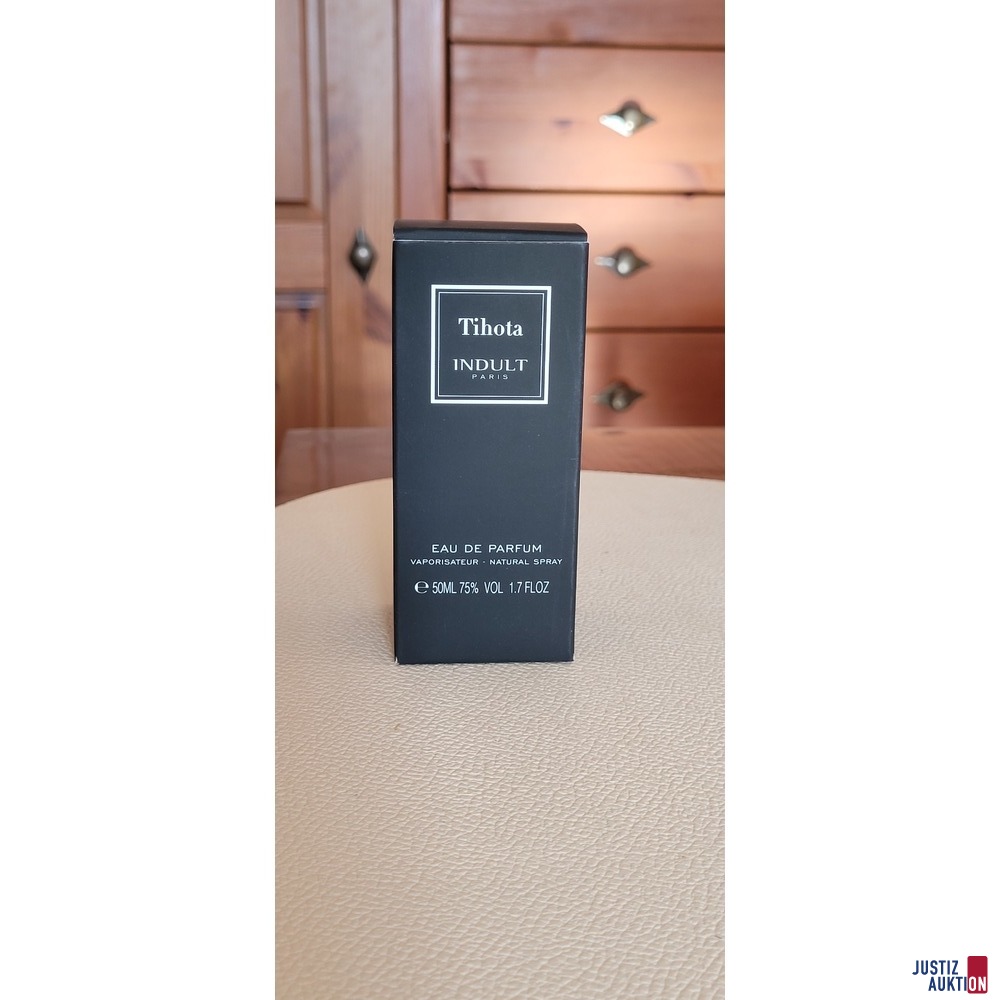 Tihota
INDULT
PARIS
EAU DE PARFUM
VAPORISATEUR - NATURAL SPRAY
℮ 50ML 75% VOL 1.7 FLOZ
JUSTIZ
AUKTION